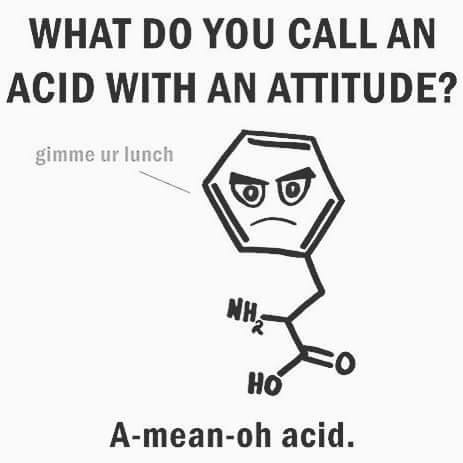 WHAT DO YOU CALL AN
ACID WITH AN ATTITUDE?
gimme ur lunch
NH2
O
HO
A-mean-oh acid.